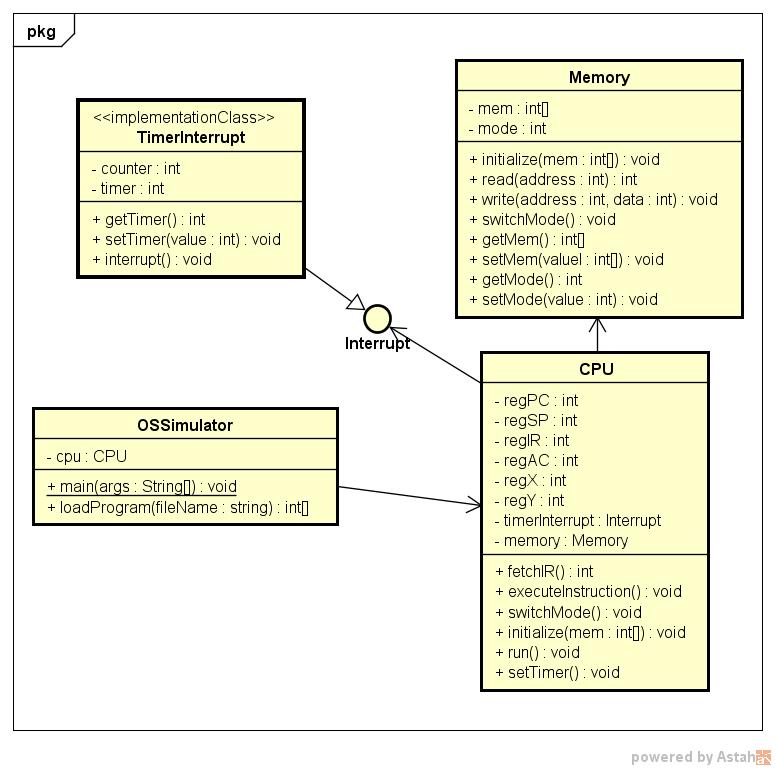 pkg
<<implementationClass>>
TimerInterrupt
- counter : int
- timer : int
+ getTimer() : int
+ setTimer(value : int) : void
+ interrupt() : void
Memory
- mem : int[]
- mode : int
+ initialize(mem : int[]) : void
+ read(address : int) : int
+ write(address : int, data : int) : void
+ switchMode() : void
+ getMem() : int[]
+ setMem(valuel : int[]) : void
+ getMode() : int
+ setMode(value : int) : void
Interrupt
OSSimulator
- cpu : CPU
+ main(args : String[]) : void
+ loadProgram(fileName : string) : int[]
CPU
- regPC : int
- regSP : int
- regIR : int
- regAC : int
- regX : int
- regY : int
- timerInterrupt : Interrupt
- memory : Memory
+ fetchIR() : int
+ executeInstruction() : void
+ switchMode() : void
+ initialize(mem : int[]) : void
+ run() : void
+ setTimer() : void
powered by Astah